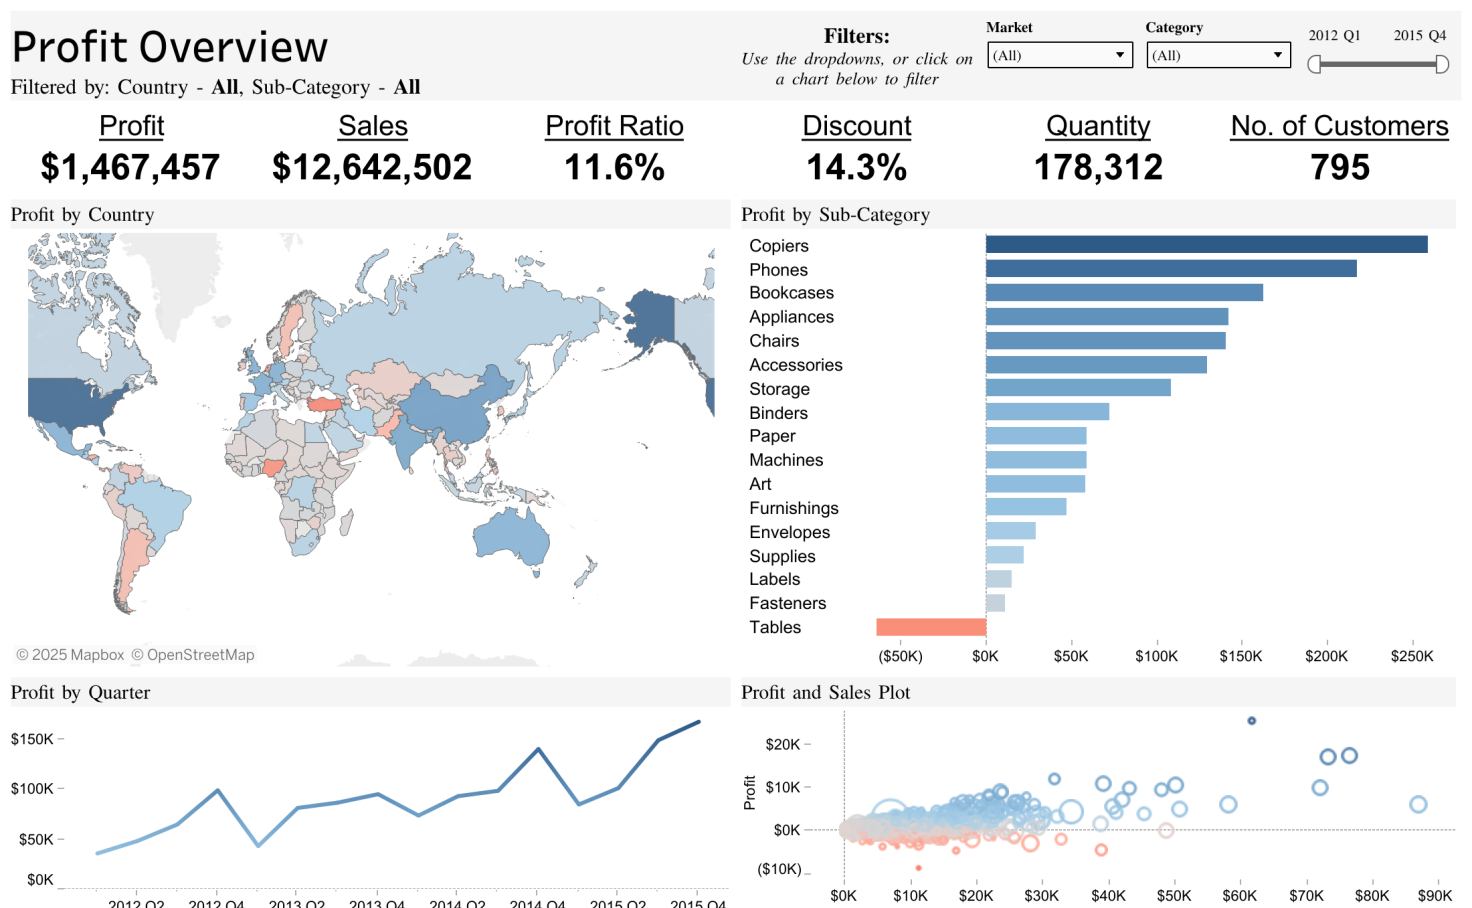 Profit Overview
Filtered by: Country - All, Sub-Category - All
Filters:
Use the dropdowns, or click on
a chart below to filter
Market
(All)
Category
(All)
2012 Q1
2015 Q4
Profit
$1,467,457
Sales
$12,642,502
Profit Ratio
11.6%
Discount
14.3%
Quantity
178,312
No. of Customers
795
Profit by Country
© 2025 Mapbox © OpenStreetMap
Profit by Sub-Category
Copiers
Phones
Bookcases
Appliances
Chairs
Accessories
Storage
Binders
Paper
Machines
Art
Furnishings
Envelopes
Supplies
Labels
Fasteners
Tables
($50K) $0K $50K $100K $150K $200K $250K
Profit by Quarter
$150K
$100K
$50K
$0K
2012 Q2 2012 Q4 2013 Q2 2013 Q4 2014 Q2 2014 Q4 2015 Q2 2015 Q4
Profit and Sales Plot
Profit
$20K
$10K
$0K
($10K)
$0K $10K $20K $30K $40K $50K $60K $70K $80K $90K